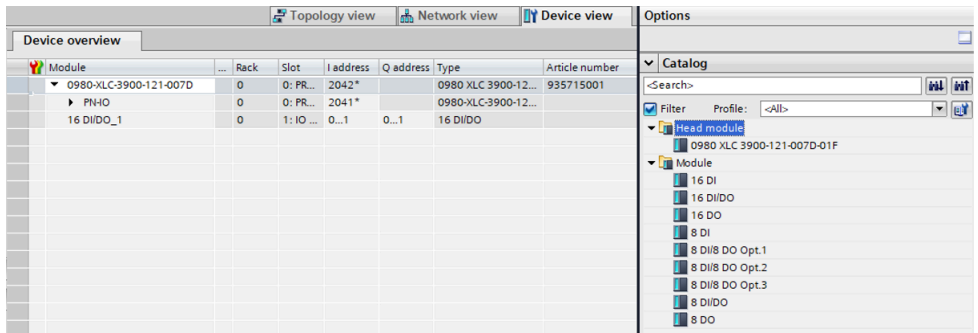 Topology view Network view Device view Options
Device overview
Module ... Rack Slot I address Q address Type Article number
0980-XLC-3900-121-007D 0 0: PR... 2042* 0980 XLC 3900-12... 935714001
PN-IO 0 0: PR... 2041* 0980-XLC-3900-12...
16 DI/DO_1 0 1: IO ... 0...1 0...1 16 DI/DO
Catalog
<Search>
Filter Profile: <All>
Head module
0980 XLC 3900-121-007D-01F
Module
16 DI
16 DI/DO
16 DO
8 DI
8 DI/8 DO Opt.1
8 DI/8 DO Opt.2
8 DI/8 DO Opt.3
8 DI/DO
8 DO